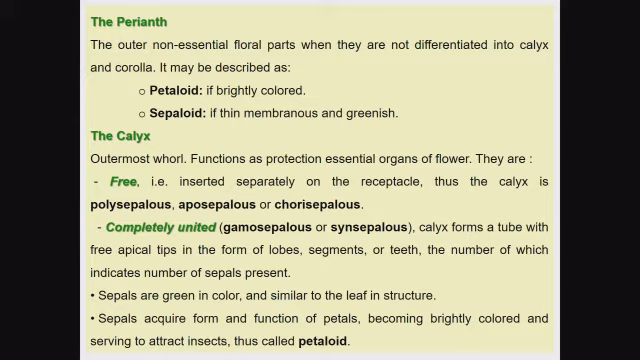 The Perianth
The outer non-essential floral parts when they are not differentiated into calyx
and corolla. It may be described as:
o Petaloid: if brightly colored.
o Sepaloid: if thin membranous and greenish.
The Calyx
Outermost whorl. Functions as protection essential organs of flower. They are :
- Free, i.e. inserted separately on the receptacle, thus the calyx is
polysepalous, aposepalous or chorisepalous.
- Completely united (gamosepalous or synsepalous), calyx forms a tube with
free apical tips in the form of lobes, segments, or teeth, the number of which
indicates number of sepals present.
• Sepals are green in color, and similar to the leaf in structure.
• Sepals acquire form and function of petals, becoming brightly colored and
serving to attract insects, thus called petaloid.